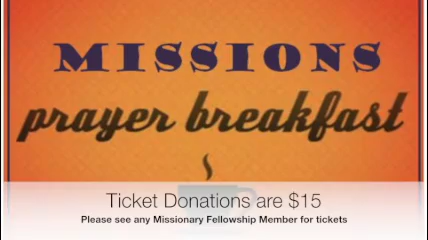 MISSIONS
prayer breakfast
Ticket Donations are $15
Please see any Missionary Fellowship Member for tickets